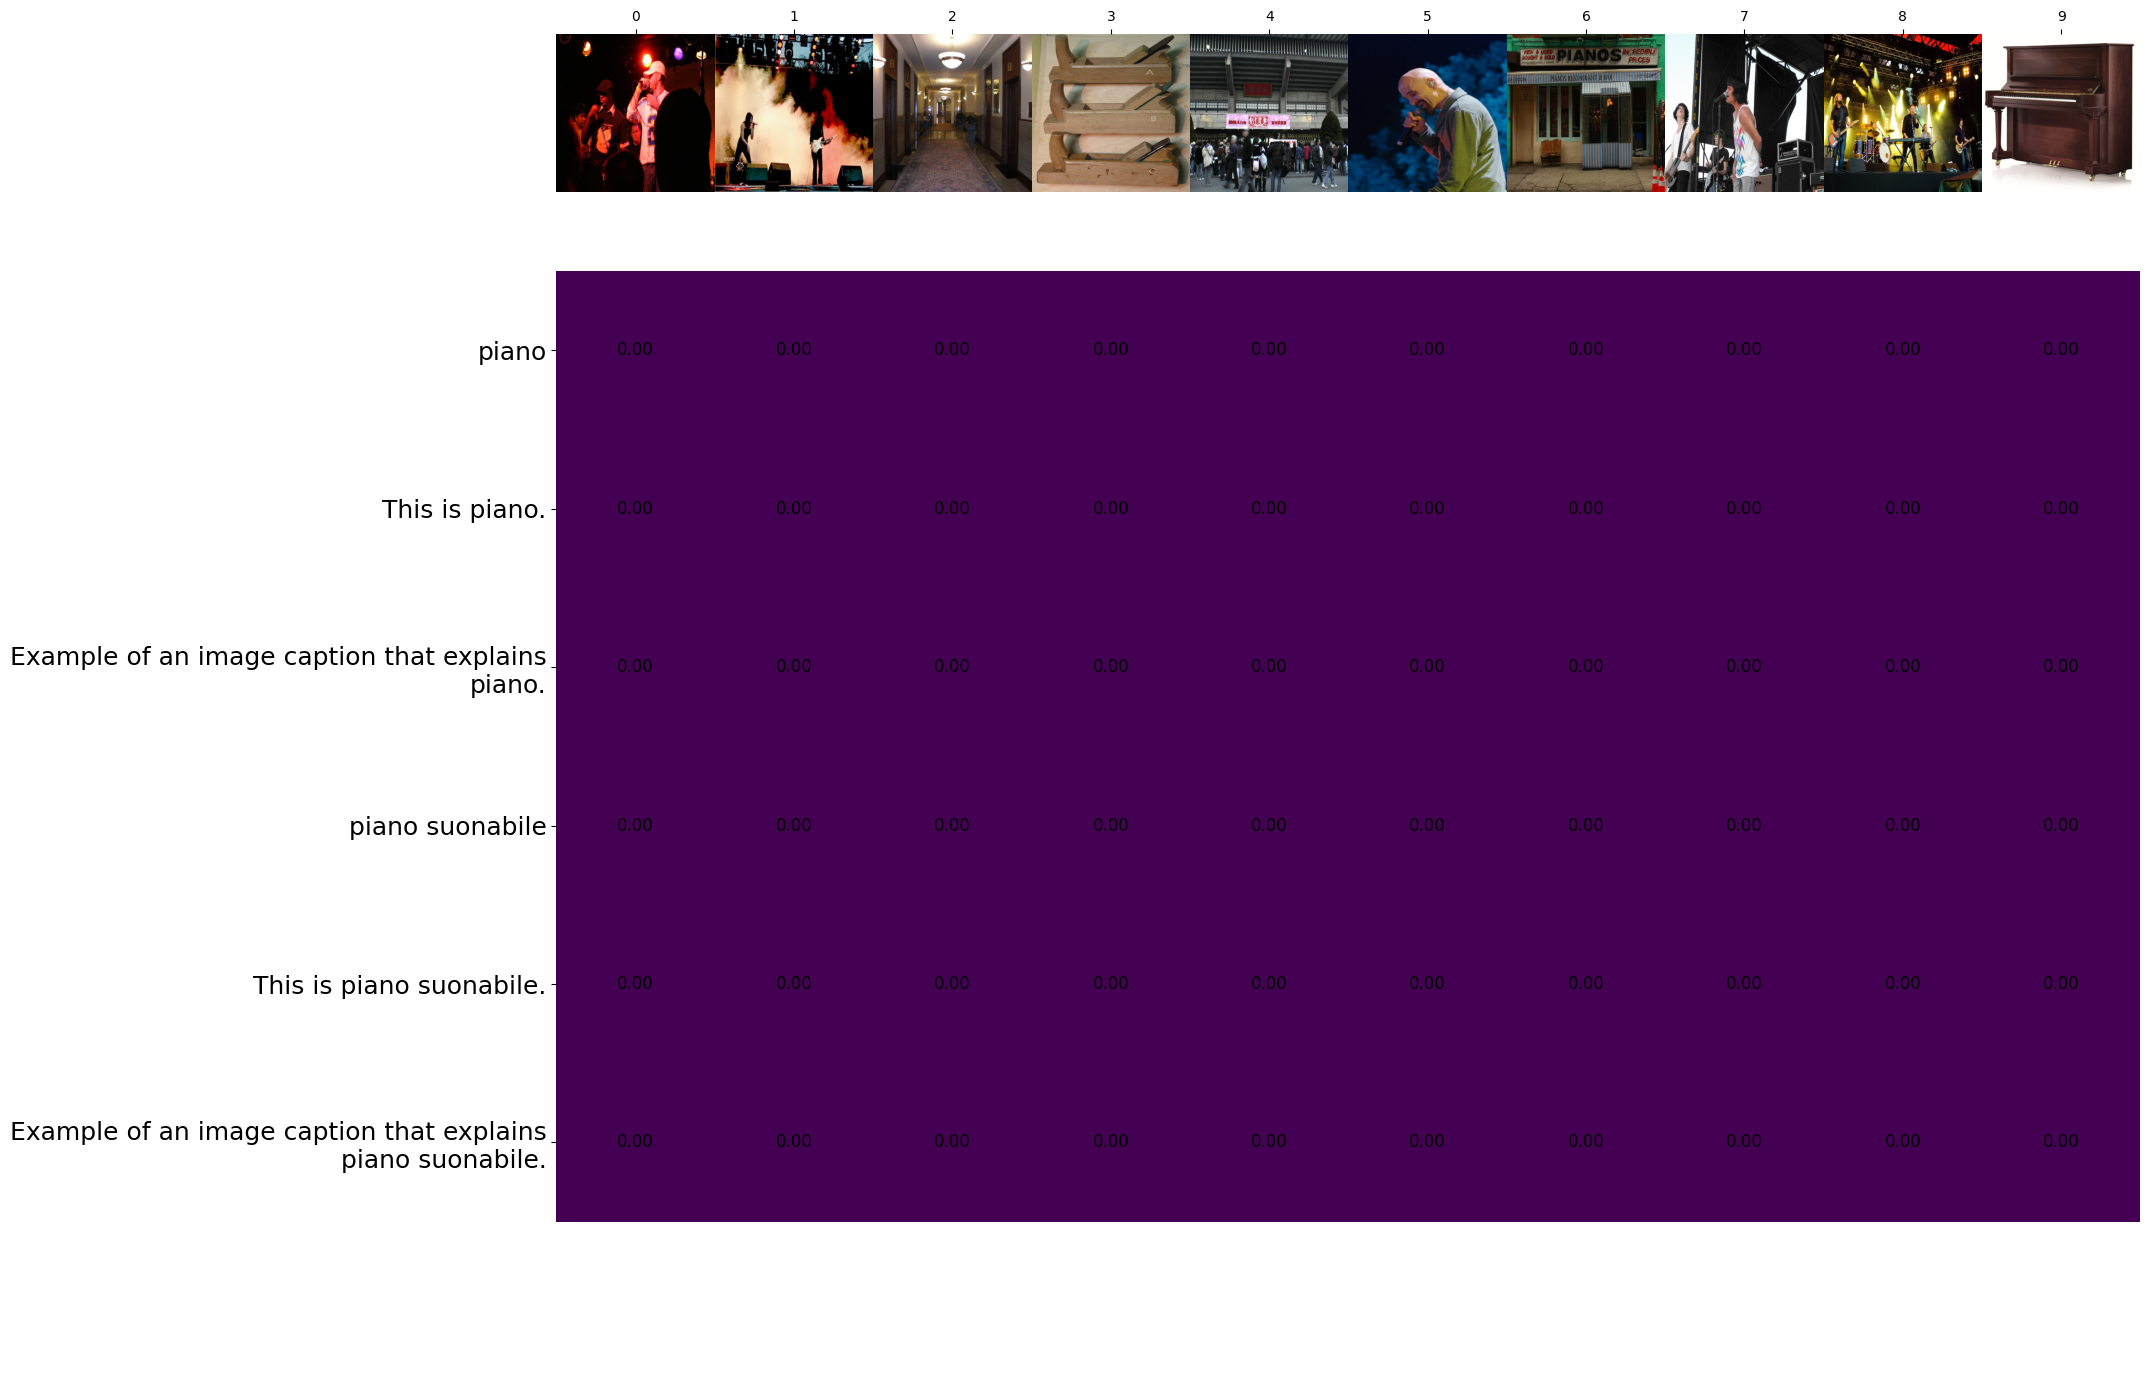 0 1 2 3 4 5 6 7 8 9
PIANOS INCREDIBLE
PRICES
piano 0.00 0.00 0.00 0.00 0.00 0.00 0.00 0.00 0.00 0.00
This is piano. 0.00 0.00 0.00 0.00 0.00 0.00 0.00 0.00 0.00 0.00
Example of an image caption that explains
piano. 0.00 0.00 0.00 0.00 0.00 0.00 0.00 0.00 0.00 0.00
piano suonabile 0.00 0.00 0.00 0.00 0.00 0.00 0.00 0.00 0.00 0.00
This is piano suonabile. 0.00 0.00 0.00 0.00 0.00 0.00 0.00 0.00 0.00 0.00
Example of an image caption that explains
piano suonabile. 0.00 0.00 0.00 0.00 0.00 0.00 0.00 0.00 0.00 0.00